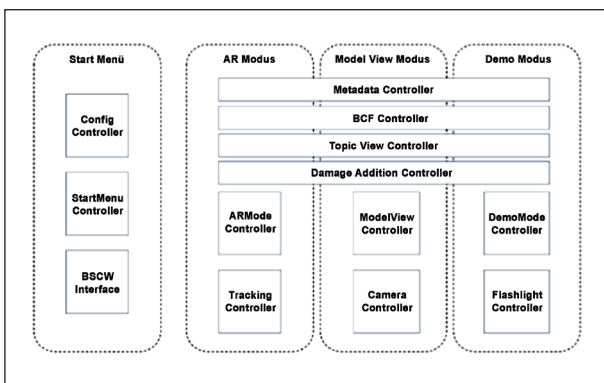 Start Menü
AR Modus
Model View Modus
Demo Modus
Metadata Controller
BCF Controller
Topic View Controller
Damage Addition Controller
Config
Controller
StartMenu
Controller
BSCW
Interface
ARMode
Controller
ModelView
Controller
DemoMode
Controller
Tracking
Controller
Camera
Controller
Flashlight
Controller